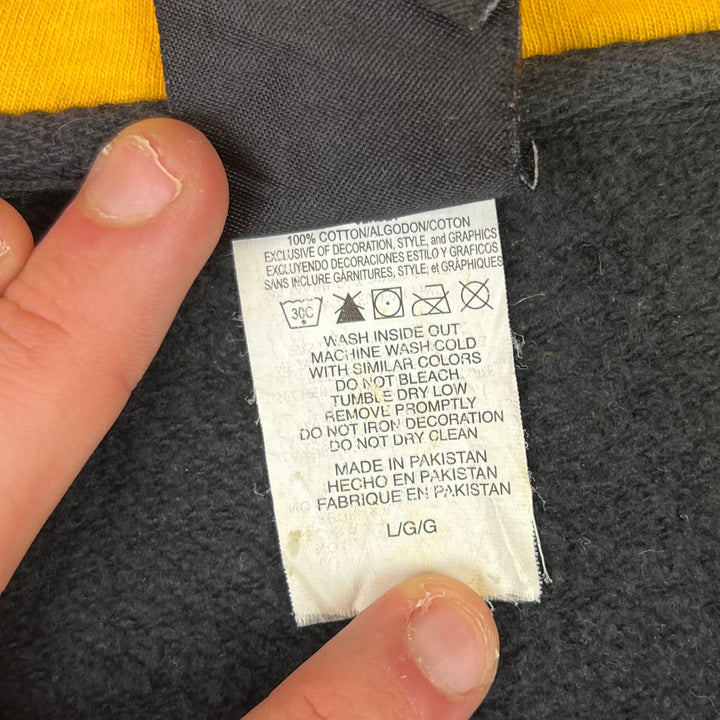 100% COTTON/ALGODON/COTON
EXCLUSIVE OF DECORATION, STYLE, and GRAPHICS
EXCLUYENDO DECORACIONES ESTILO Y GRAFICOS
SANS INCLURE GARNITURES, STYLE, et GRÁPHIQUES
30C
WASH INSIDE OUT
MACHINE WASH COLD
WITH SIMILAR COLORS
DO NOT BLEACH
TUMBLE DRY LOW
REMOVE PROMPTLY
DO NOT IRON DECORATION
DO NOT DRY CLEAN
MADE IN PAKISTAN
HECHO EN PAKISTAN
FABRIQUE EN PAKISTAN
L/G/G